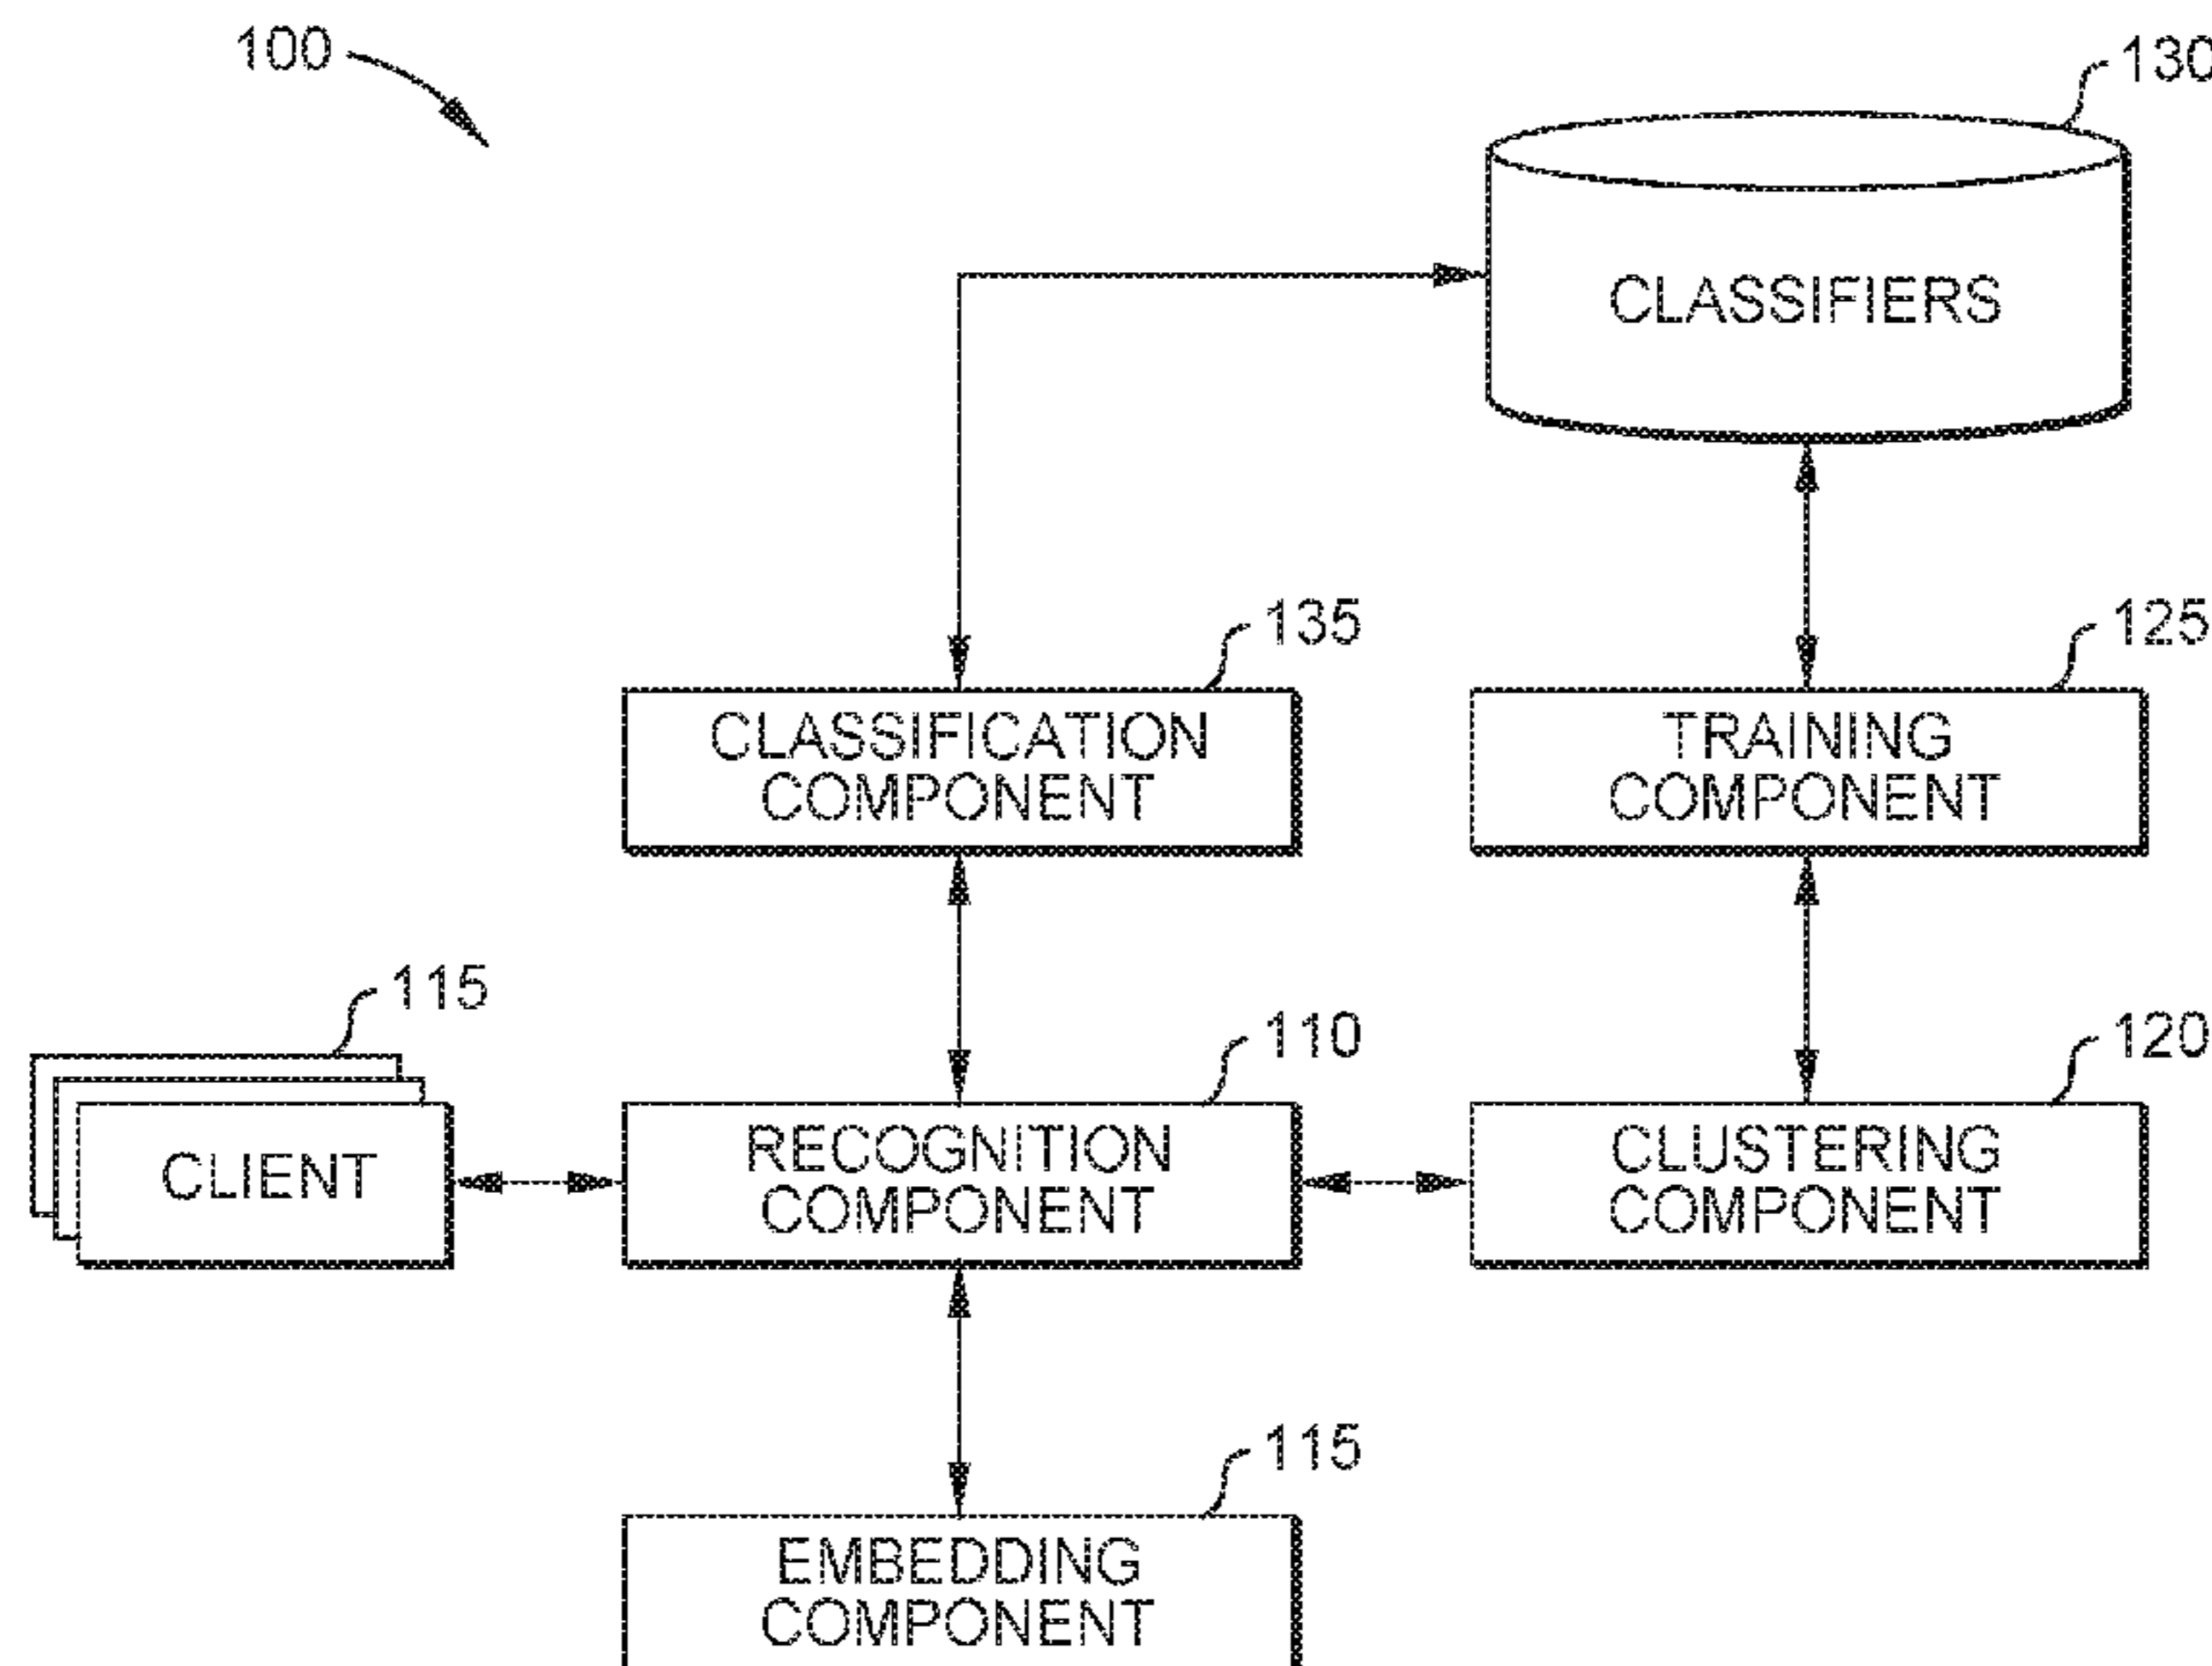 100
130
CLASSIFIERS
135
125
CLASSIFICATION
COMPONENT
TRAINING
COMPONENT
115
110
120
CLIENT
RECOGNITION
COMPONENT
CLUSTERING
COMPONENT
115
EMBEDDING
COMPONENT